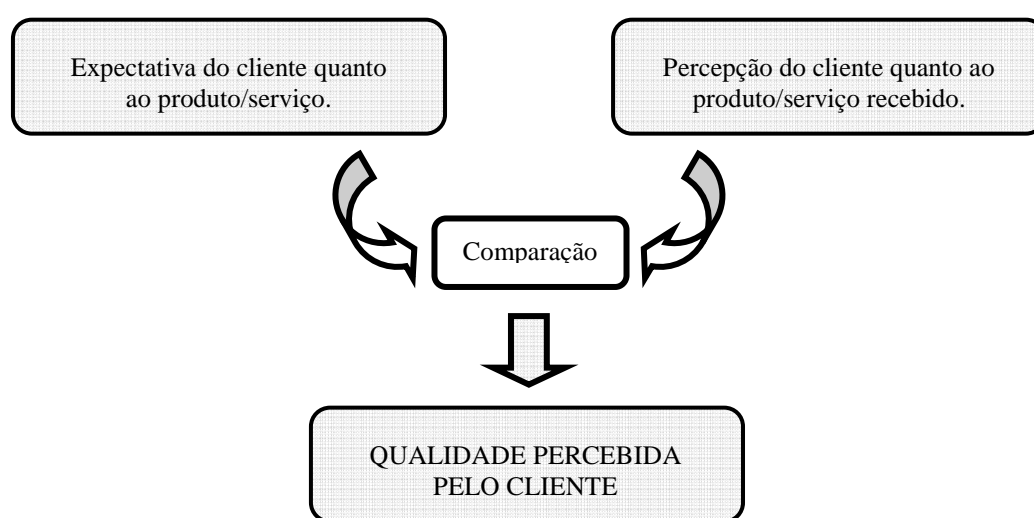 Expectativa do cliente quanto
ao produto/serviço.
Percepção do cliente quanto ao
produto/serviço recebido.
Comparação
QUALIDADE PERCEBIDA
PELO CLIENTE